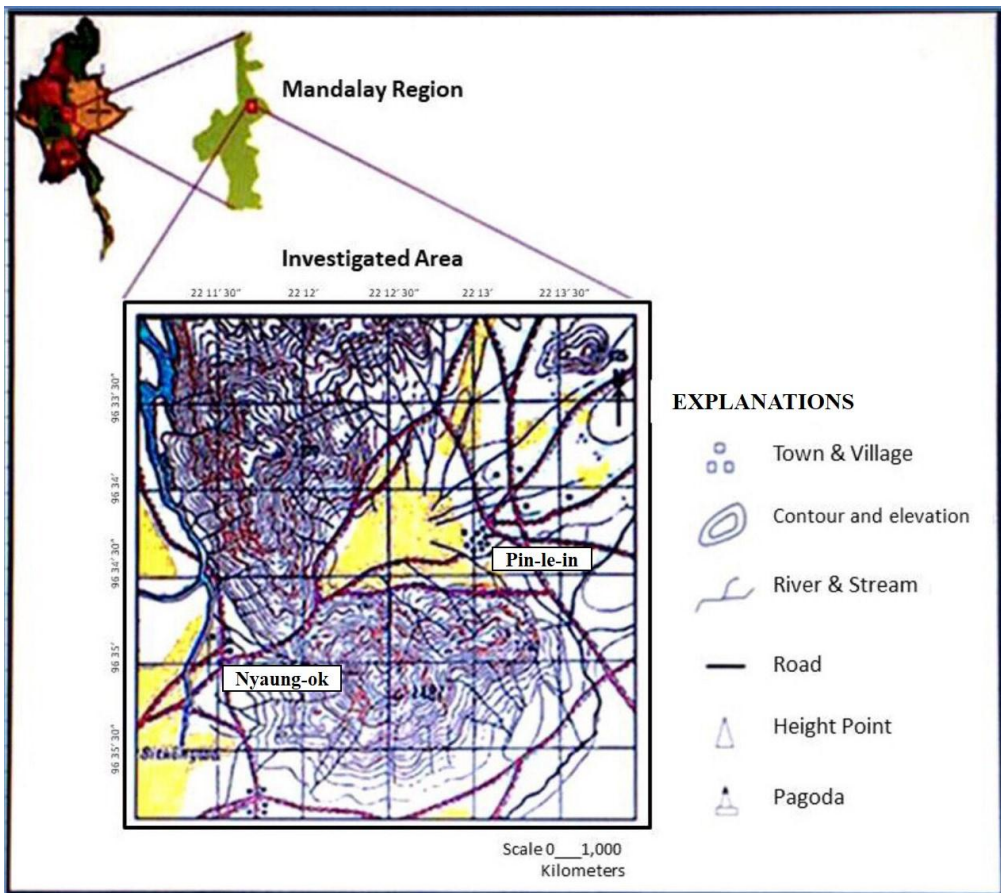 Mandalay Region
Investigated Area
22 11' 30"
22 12'
22 12' 30"
22 13'
22 13' 30"
96 33' 30"
96 34'
96 34' 30"
96 35'
96 35' 30"
Pin-le-in
Nyaung-ok
EXPLANATIONS
Town & Village
Contour and elevation
River & Stream
Road
Height Point
Pagoda
Scale 0___1,000
Kilometers